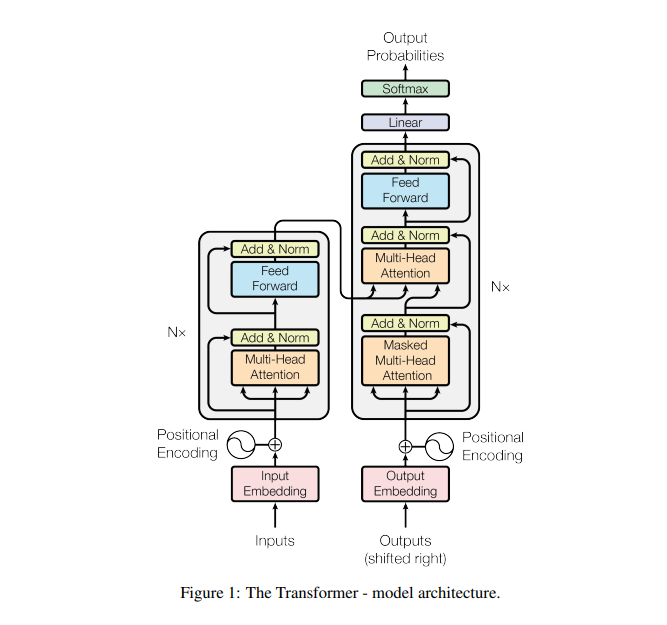 Output
Probabilities
Softmax
Linear
Add & Norm
Feed
Forward
Add & Norm
Multi-Head
Attention
Add & Norm
Masked
Multi-Head
Attention
N×
Add & Norm
Feed
Forward
Add & Norm
Multi-Head
Attention
N×
Positional
Encoding
Positional
Encoding
Input
Embedding
Output
Embedding
Inputs
Outputs
(shifted right)
Figure 1: The Transformer - model architecture.